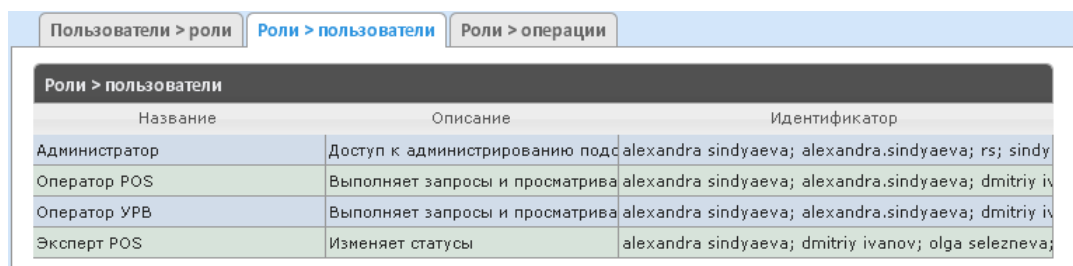 Пользователи > роли Роли > пользователи Роли > операции
Роли > пользователи
Название Описание Идентификатор
Администратор Доступ к администрированию подс alexandra sindyaeva; alexandra.sindyaeva; rs; sindy
Оператор POS Выполняет запросы и просматрива alexandra sindyaeva; alexandra.sindyaeva; dmitriy iv
Оператор УРВ Выполняет запросы и просматрива alexandra sindyaeva; alexandra.sindyaeva; dmitriy iv
Эксперт POS Изменяет статусы alexandra sindyaeva; dmitriy ivanov; olga selezneva;